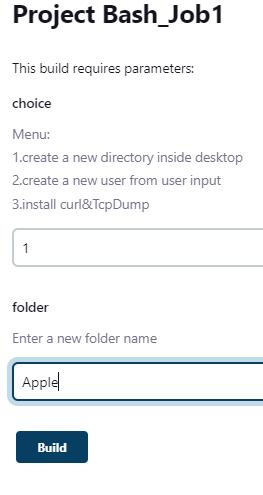 Project Bash_Job1
This build requires parameters:
choice
Menu:
1.create a new directory inside desktop
2.create a new user from user input
3.install curl&TcpDump
1
folder
Enter a new folder name
Apple
Build